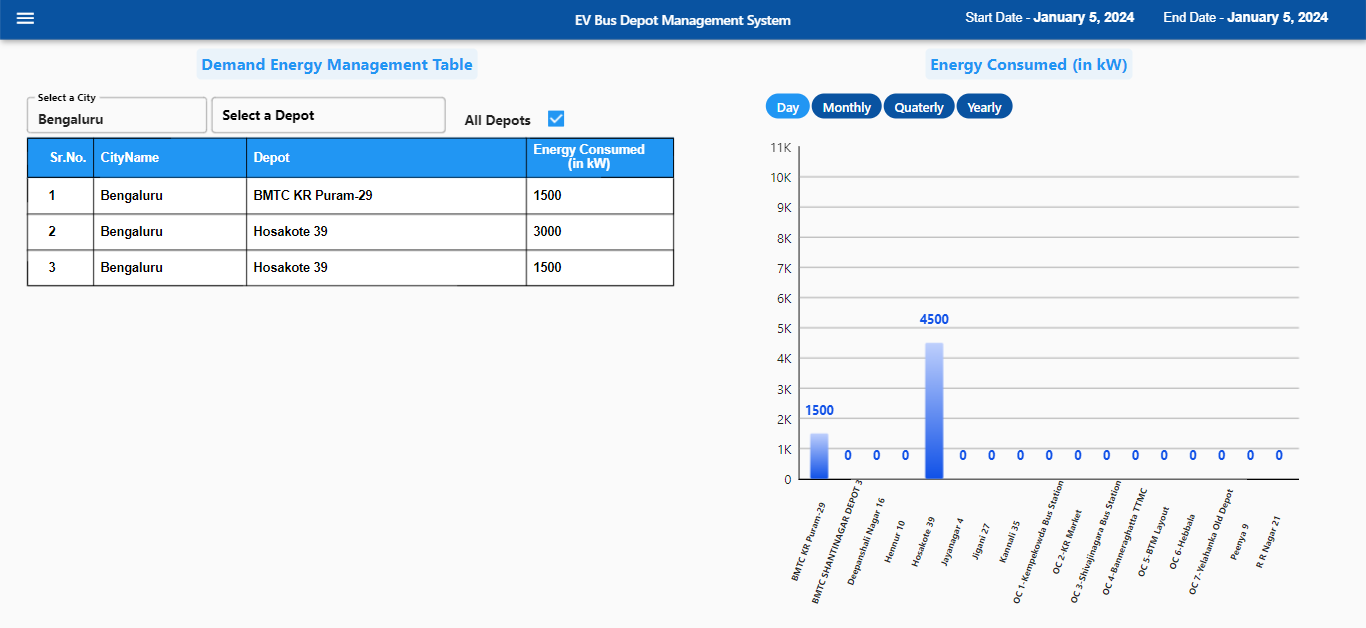 EV Bus Depot Management System
Start Date - January 5, 2024
End Date - January 5, 2024
Demand Energy Management Table
Select a City
Bengaluru
Select a Depot
All Depots
Sr.No. CityName Depot Energy Consumed (in kW)
1 Bengaluru BMTC KR Puram-29 1500
2 Bengaluru Hosakote 39 3000
3 Bengaluru Hosakote 39 1500
Energy Consumed (in kW)
Day Monthly Quaterly Yearly
11K
10K
9K
8K
7K
6K
5K
4K
3K
2K
1K
0
1500 0 0 0 4500 0 0 0 0 0 0 0 0 0 0 0 0
BMTC KR Puram-29
BMTC SHANTINAGAR DEPOT 3
Deepanshali Nagar 16
Hennur 10
Hosakote 39
Jayanagar 4
Jigani 27
Kannali 35
OC 1-Kempekowda Bus Station
OC 2-KR Market
OC 3-Shivajinagara Bus Station
OC 4-Banneraghatta TTMC
OC 5-BTM Layout
OC 6-Hebbala
OC 7-Yelahanka Old Depot
Peenya 9
R R Nagar 21